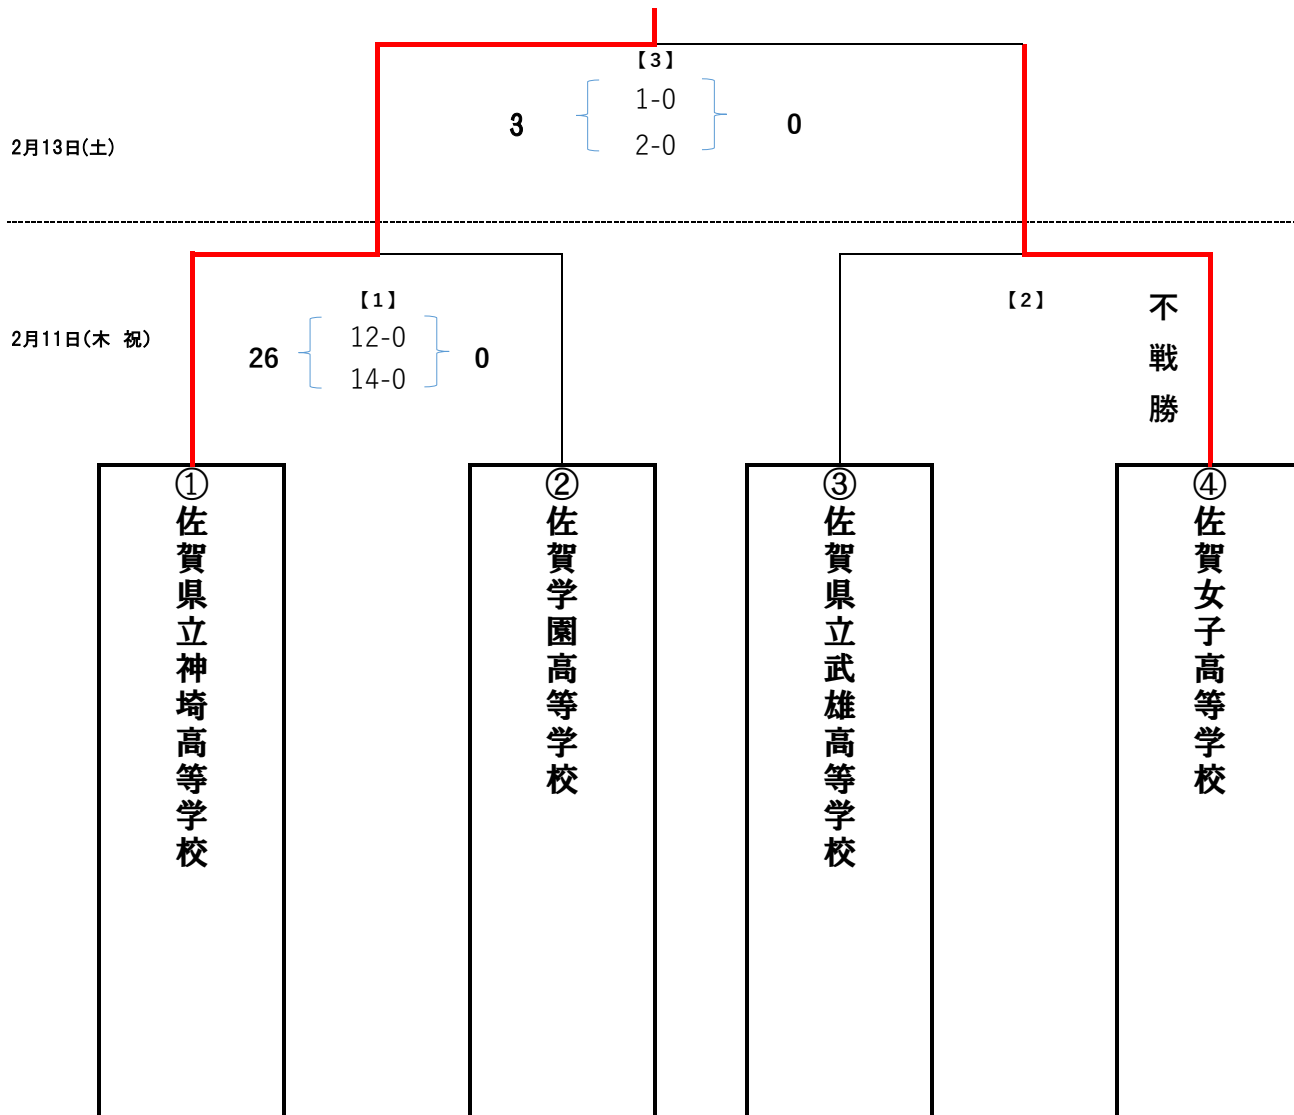 【3】
1-0
3
0
2-0
2月13日(土)
【1】
【2】
不戦勝
2月11日(木 祝)
12-0
26
0
14-0
①佐賀県立神埼高等学校
②佐賀学園高等学校
③佐賀県立武雄高等学校
④佐賀女子高等学校